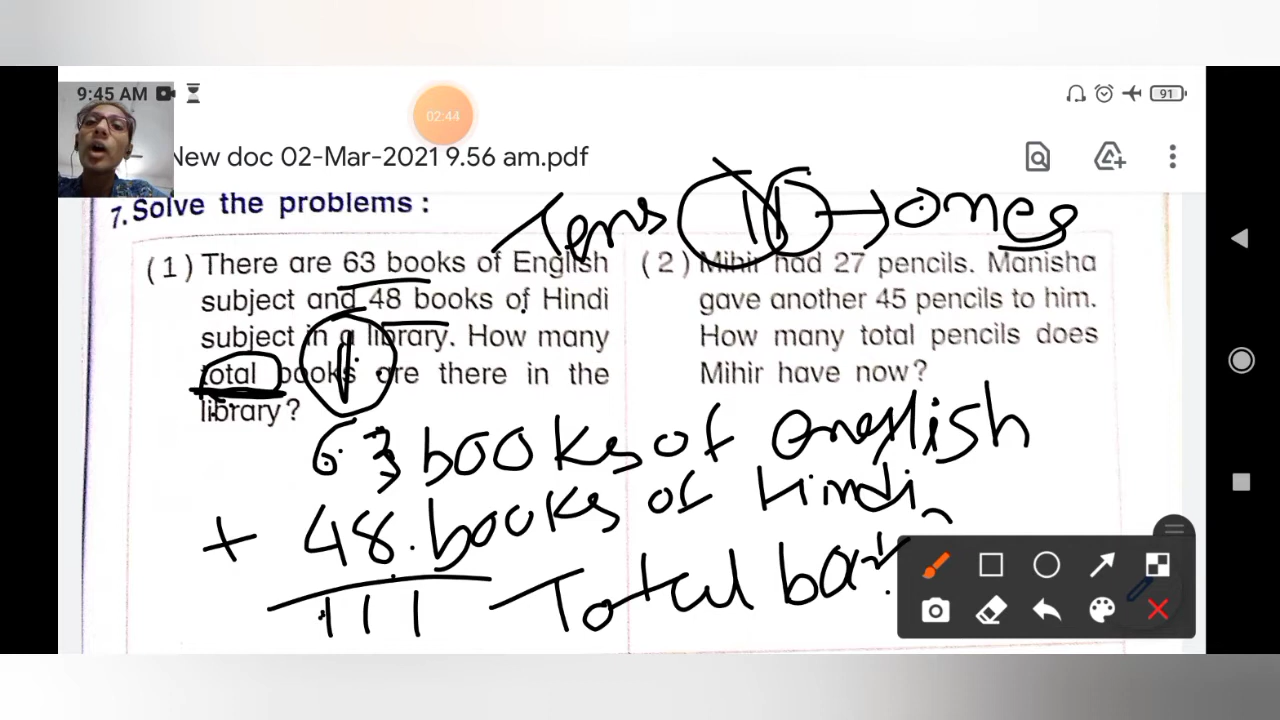 9:45 AM
02:44
91
New doc 02-Mar-2021 9.56 am.pdf
7. Solve the problems :
Tens 11 → ones
(1) There are 63 books of English
subject and 48 books of Hindi
subject in a library. How many
total books are there in the
library?
1
(2) Mihir had 27 pencils. Manisha
gave another 45 pencils to him.
How many total pencils does
Mihir have now?
63 books of english
+ 48 books of Hindi
111 Total